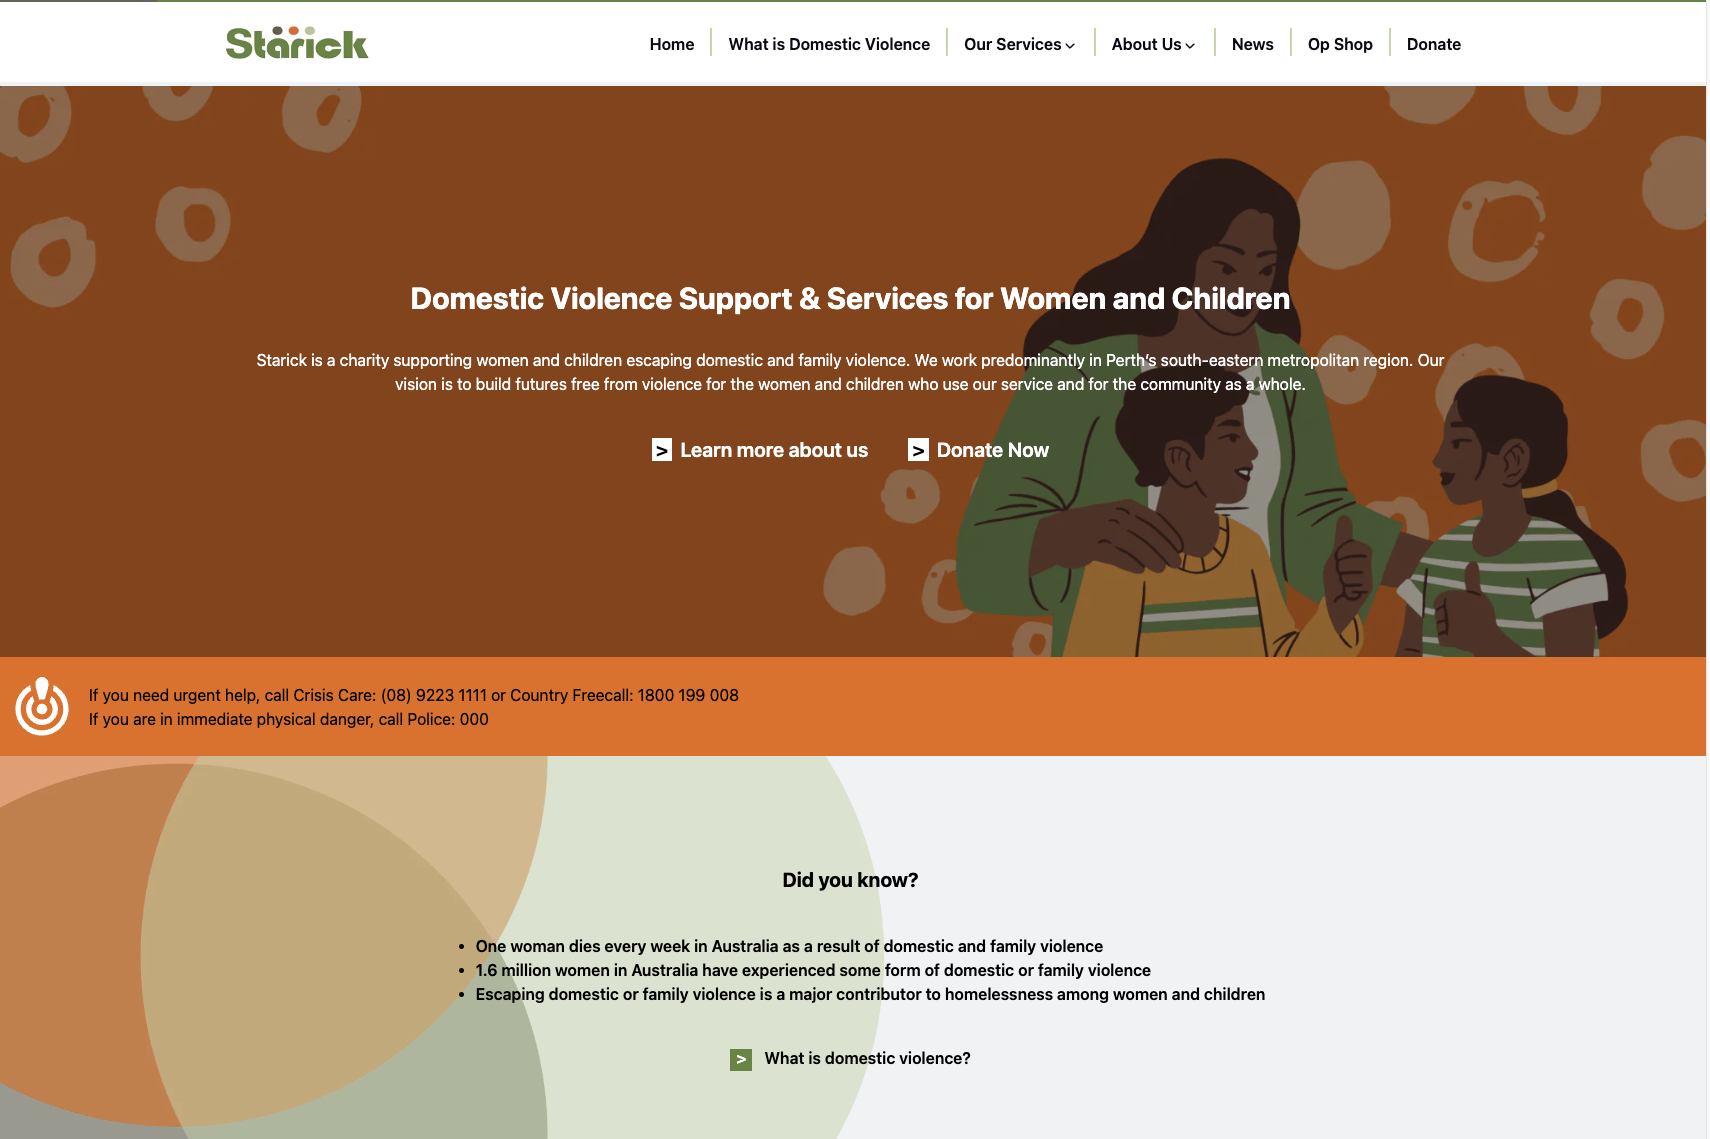 Starick
Home
What is Domestic Violence
Our Services
About Us
News
Op Shop
Donate
Domestic Violence Support & Services for Women and Children
Starick is a charity supporting women and children escaping domestic and family violence. We work predominantly in Perth's south-eastern metropolitan region. Our
vision is to build futures free from violence for the women and children who use our service and for the community as a whole.
> Learn more about us
> Donate Now
If you need urgent help, call Crisis Care: (08) 9223 1111 or Country Freecall: 1800 199 008
If you are in immediate physical danger, call Police: 000
Did you know?
• One woman dies every week in Australia as a result of domestic and family violence
• 1.6 million women in Australia have experienced some form of domestic or family violence
• Escaping domestic or family violence is a major contributor to homelessness among women and children
> What is domestic violence?